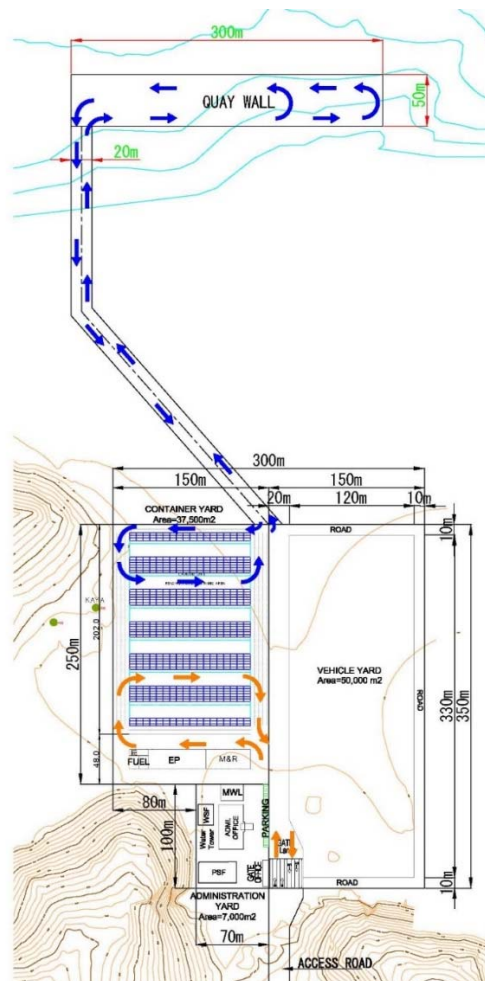 300m
QUAY WALL
50m
20m
300m
150m
150m
20m
120m
10m
CONTAINER YARD
Area=37,500m2
ROAD
10m
KAYA
202.0
250m
VEHICLE YARD
Area=50,000 m2
ROAD
330m
350m
48.0
FUEL
EP
M&R
80m
100m
MWL
WSF
Water
Tower
ADMI.
OFFICE
PARKING
PSF
GATE
OFFICE
ROAD
10m
ADMINISTRATION
YARD
Area=7,000m2
70m
ACCESS ROAD